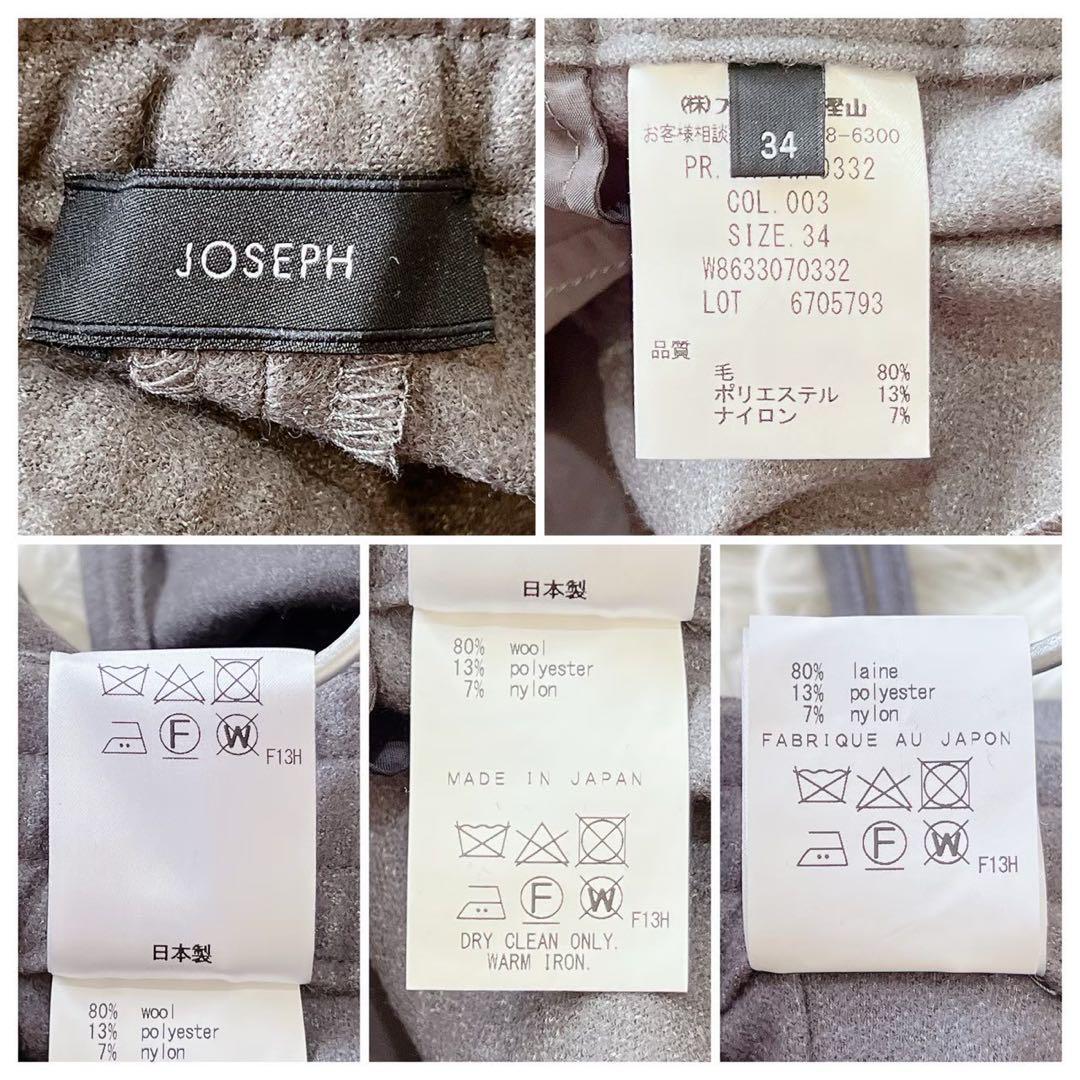 JOSEPH
34
(株) 樫山
お客様相談 8-6300
PR. 0332
COL. 003
SIZE. 34
W8633070332
LOT 6705793
品質
毛 80%
ポリエステル 13%
ナイロン 7%
F
W
F13H
日本製
80% wool
13% polyester
7% nylon
日本製
80% wool
13% polyester
7% nylon
MADE IN JAPAN
F
W
F13H
DRY CLEAN ONLY.
WARM IRON.
80% laine
13% polyester
7% nylon
FABRIQUE AU JAPON
F
W
F13H